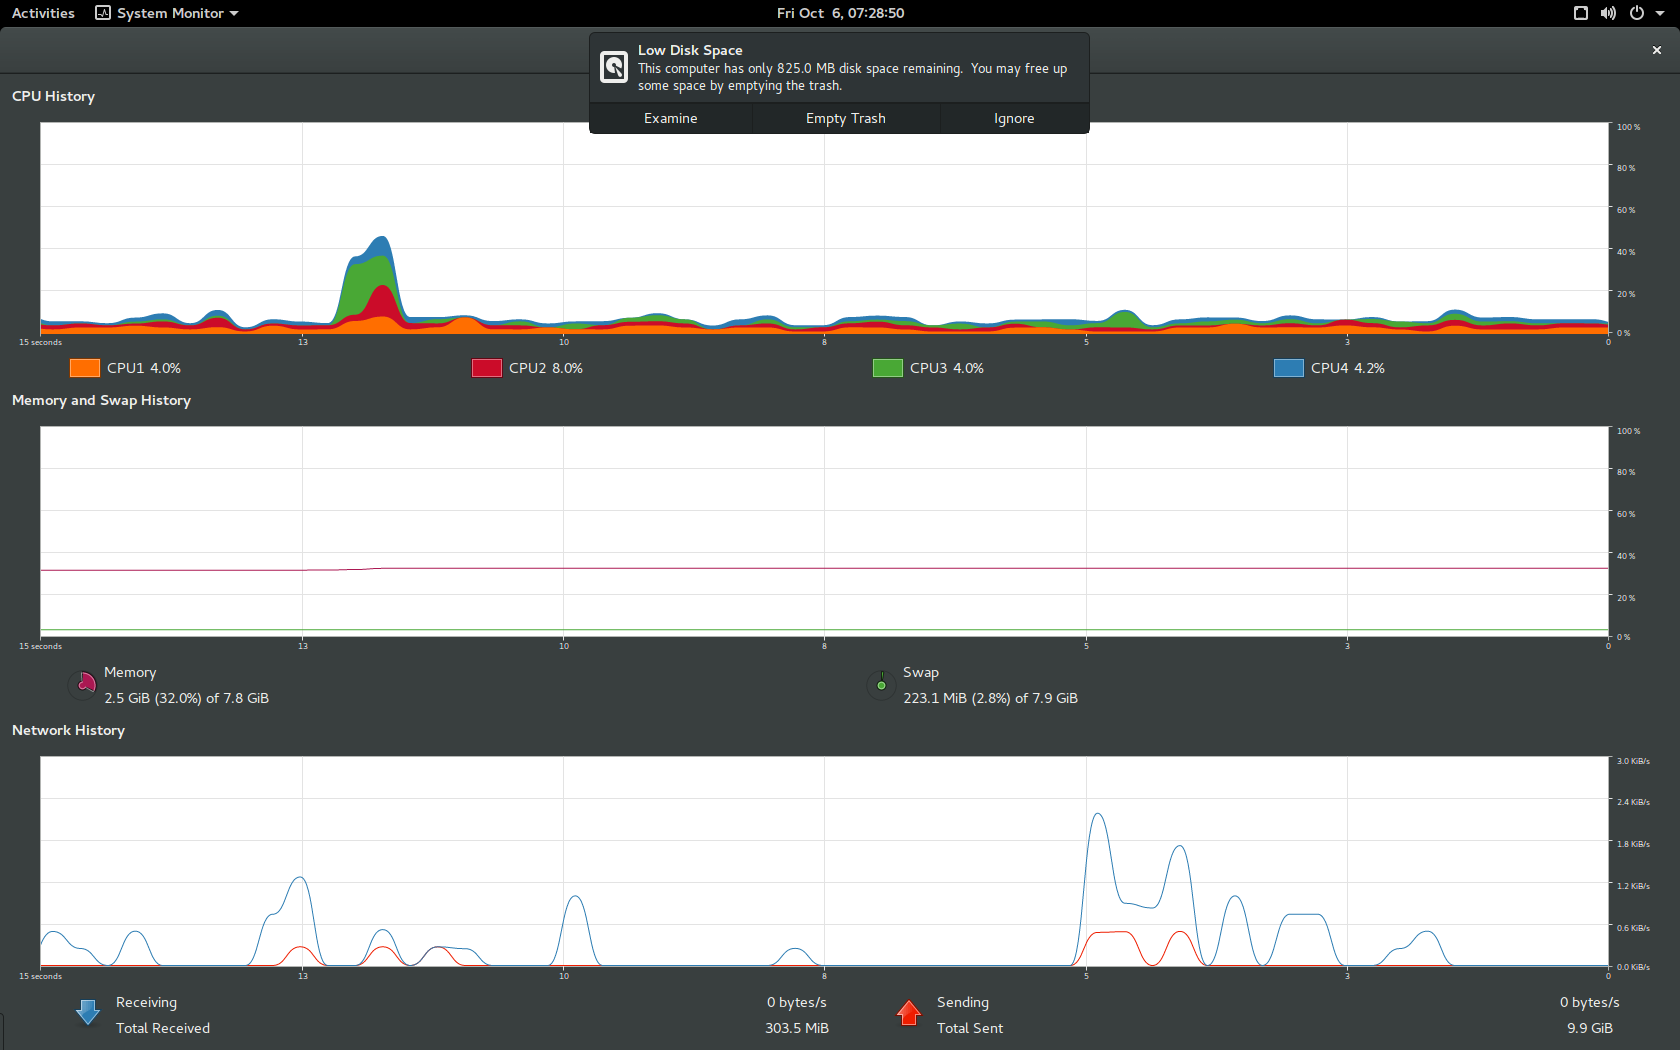 Activities System Monitor Fri Oct 6, 07:28:50
Low Disk Space
This computer has only 825.0 MB disk space remaining. You may free up
some space by emptying the trash.
Examine Empty Trash Ignore
CPU History
100 %
80 %
60 %
40 %
20 %
0 %
15 seconds 13 10 8 5 3 0
CPU1 4.0% CPU2 8.0% CPU3 4.0% CPU4 4.2%
Memory and Swap History
100 %
80 %
60 %
40 %
20 %
0 %
15 seconds 13 10 8 5 3 0
Memory Swap
2.5 GiB (32.0%) of 7.8 GiB 223.1 MiB (2.8%) of 7.9 GiB
Network History
3.0 KiB/s
2.4 KiB/s
1.8 KiB/s
1.2 KiB/s
0.6 KiB/s
0.0 KiB/s
15 seconds 13 10 8 5 3 0
Receiving 0 bytes/s Sending 0 bytes/s
Total Received 303.5 MiB Total Sent 9.9 GiB